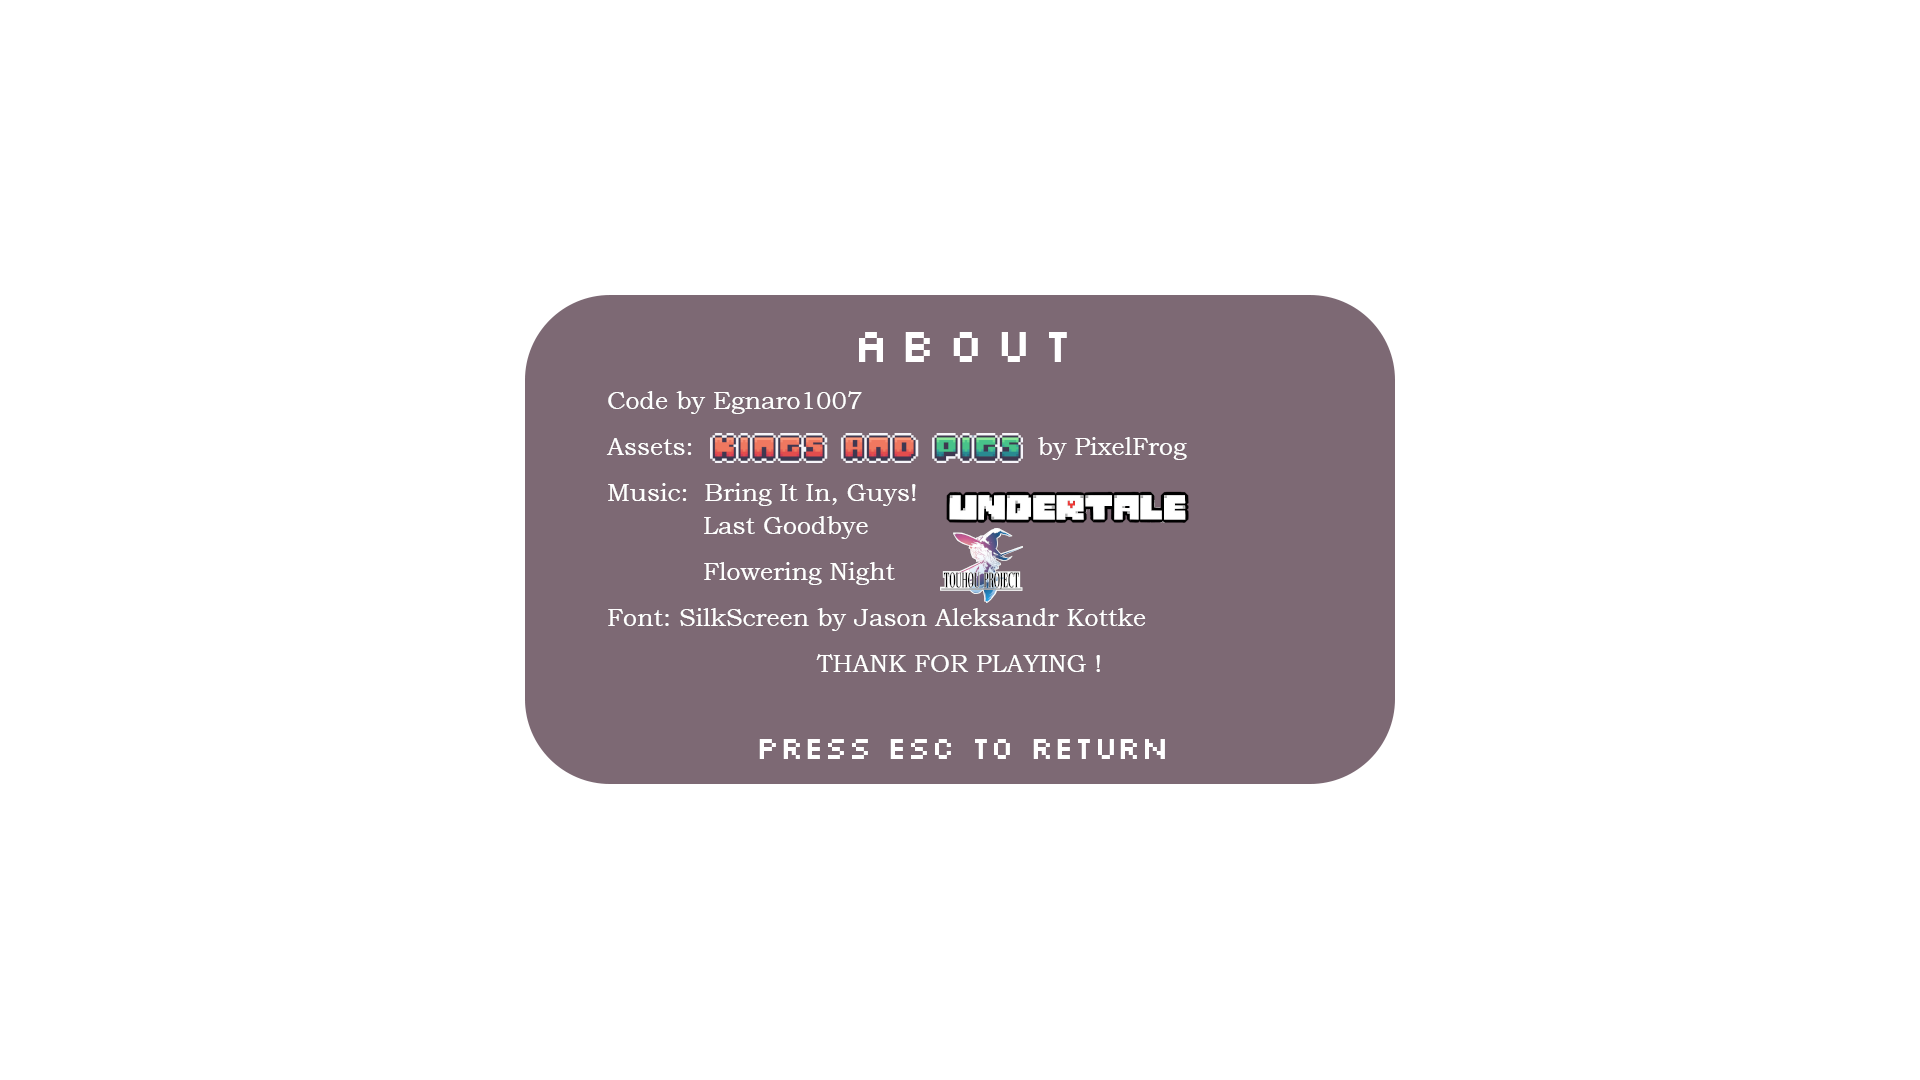 ABOUT
Code by Egnaro1007
Assets: KINGS AND PIGS by PixelFrog
Music: Bring It In, Guys! UNDERTALE
Last Goodbye
Flowering Night TOUHOU PROJECT
Font: SilkScreen by Jason Aleksandr Kottke
THANK FOR PLAYING !
PRESS ESC TO RETURN